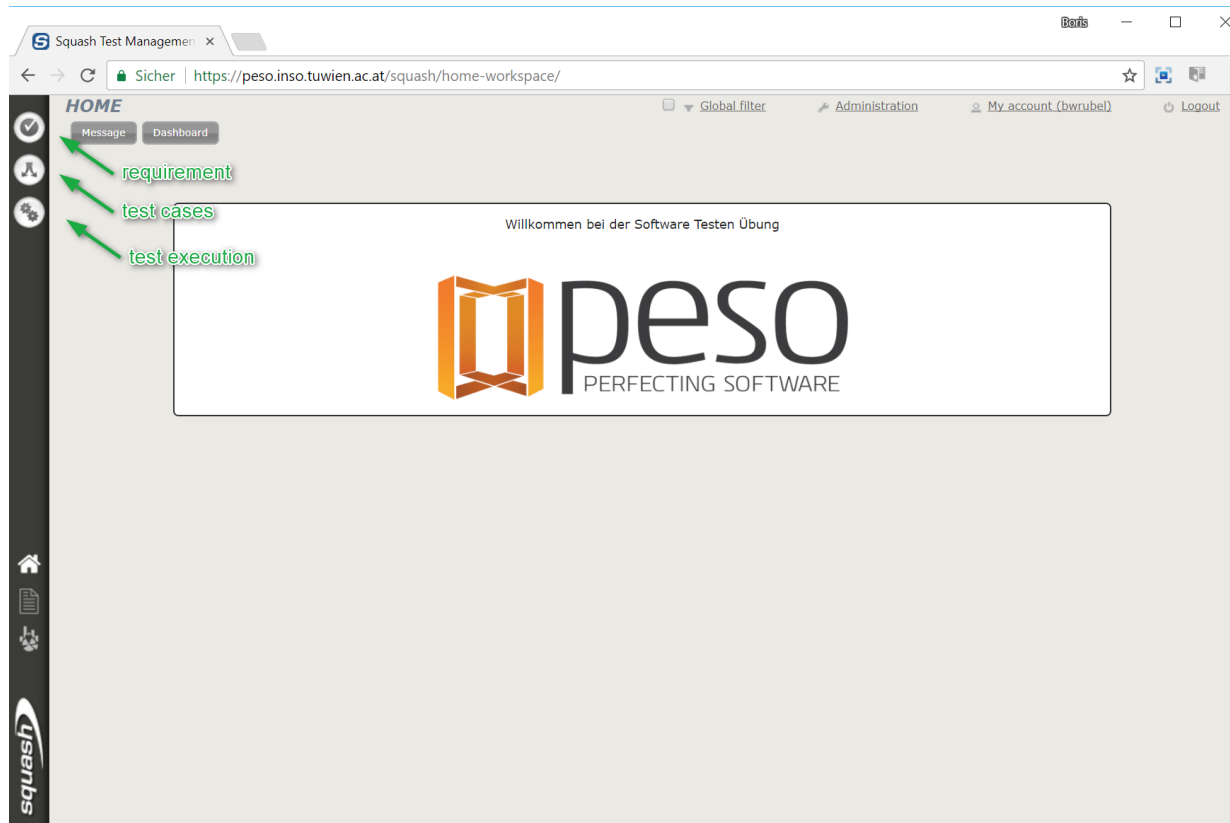 Boris
Squash Test Managemen
Sicher | https://peso.inso.tuwien.ac.at/squash/home-workspace/
HOME
Global filter
Administration
My account (bwrubel)
Logout
Message
Dashboard
requirement
test cases
test execution
Willkommen bei der Software Testen Übung
peso
PERFECTING SOFTWARE
squash